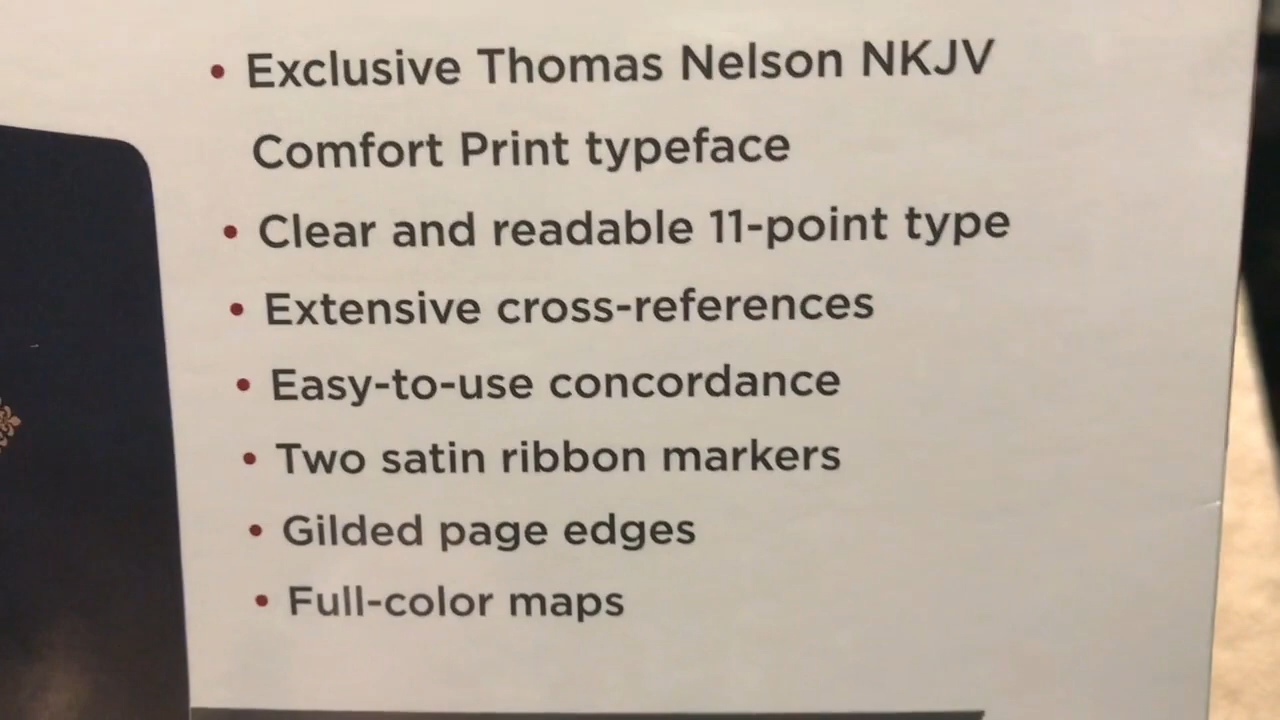 • Exclusive Thomas Nelson NKJV
Comfort Print typeface
• Clear and readable 11-point type
• Extensive cross-references
• Easy-to-use concordance
• Two satin ribbon markers
• Gilded page edges
• Full-color maps